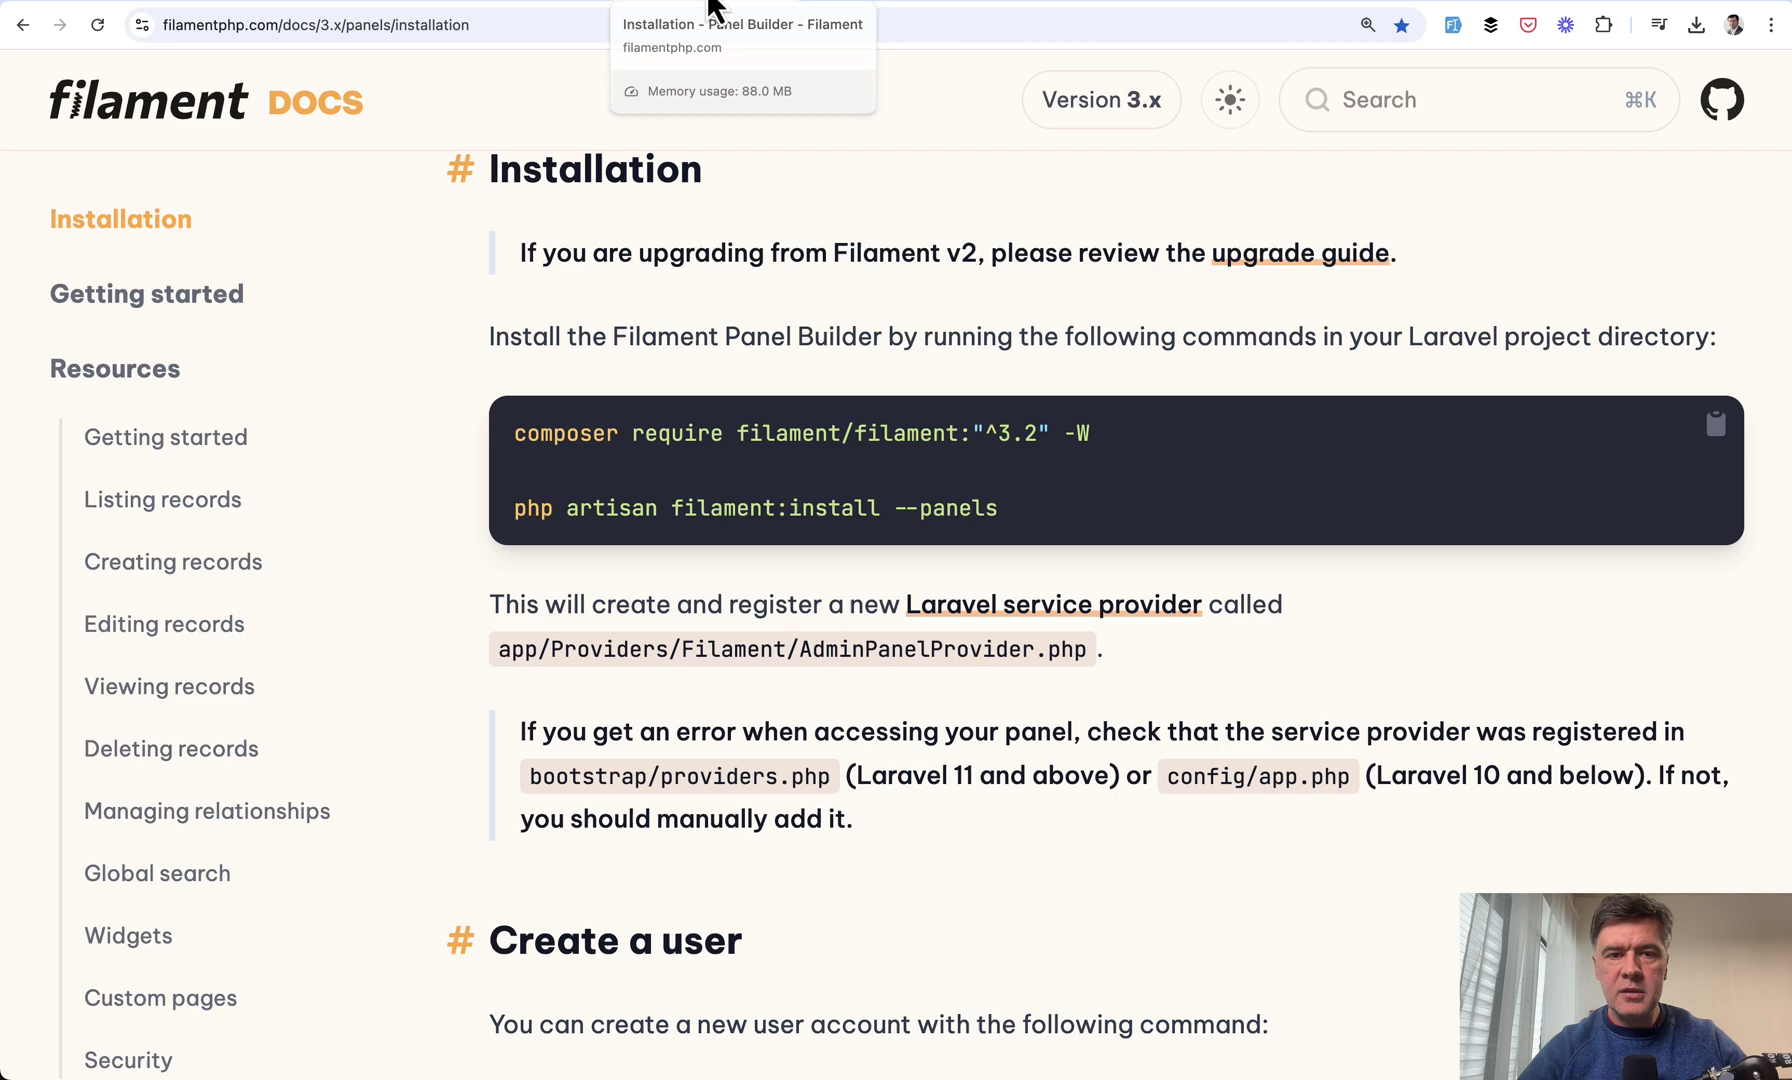 filamentphp.com/docs/3.x/panels/installation
Installation - Panel Builder - Filament
filamentphp.com
Memory usage: 88.0 MB
filament DOCS
Version 3.x
Search
⌘K
Installation
Getting started
Resources
Getting started
Listing records
Creating records
Editing records
Viewing records
Deleting records
Managing relationships
Global search
Widgets
Custom pages
Security
# Installation
If you are upgrading from Filament v2, please review the upgrade guide.
Install the Filament Panel Builder by running the following commands in your Laravel project directory:
composer require filament/filament:"^3.2" -W
php artisan filament:install --panels
This will create and register a new Laravel service provider called
app/Providers/Filament/AdminPanelProvider.php.
If you get an error when accessing your panel, check that the service provider was registered in
bootstrap/providers.php (Laravel 11 and above) or config/app.php (Laravel 10 and below). If not,
you should manually add it.
# Create a user
You can create a new user account with the following command: